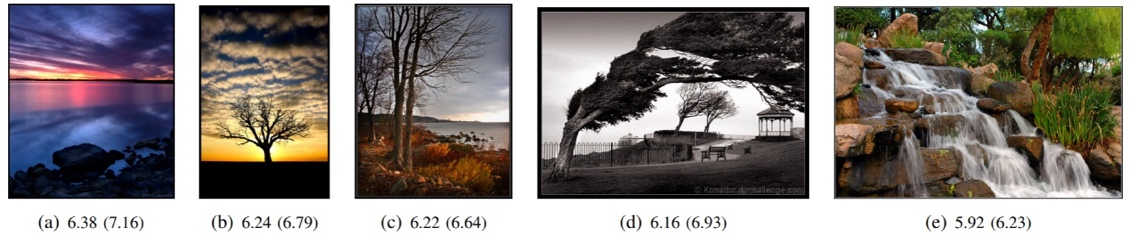 © Konador, dpchallenge.com
(a) 6.38 (7.16)
(b) 6.24 (6.79)
(c) 6.22 (6.64)
(d) 6.16 (6.93)
(e) 5.92 (6.23)